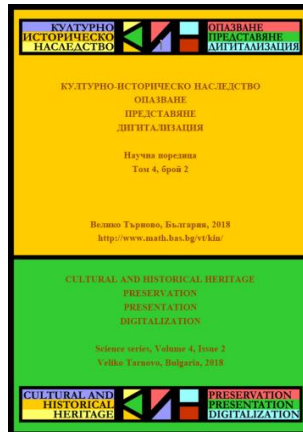 КУЛТУРНО
ИСТОРИЧЕСКО
НАСЛЕДСТВО
ОПАЗВАНЕ
ПРЕДСТАВЯНЕ
ДИГИТАЛИЗАЦИЯ
КУЛТУРНО-ИСТОРИЧЕСКО НАСЛЕДСТВО
ОПАЗВАНЕ
ПРЕДСТАВЯНЕ
ДИГИТАЛИЗАЦИЯ
Научна поредица
Том 4, брой 2
Велико Търново, България, 2018
http://www.math.bas.bg/vt/kin/
CULTURAL AND HISTORICAL HERITAGE
PRESERVATION
PRESENTATION
DIGITALIZATION
Science series, Volume 4, Issue 2
Veliko Tarnovo, Bulgaria, 2018
CULTURAL AND
HISTORICAL
HERITAGE
PRESERVATION
PRESENTATION
DIGITALIZATION